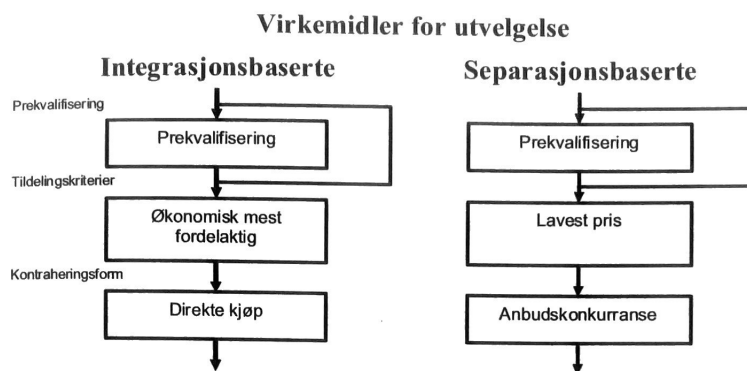 Virkemidler for utvelgelse
Integrasjonsbaserte
Separasjonsbaserte
Prekvalifisering
Prekvalifisering
Prekvalifisering
Tildelingskriterier
Økonomisk mest
fordelaktig
Lavest pris
Kontraheringsform
Direkte kjøp
Anbudskonkurranse